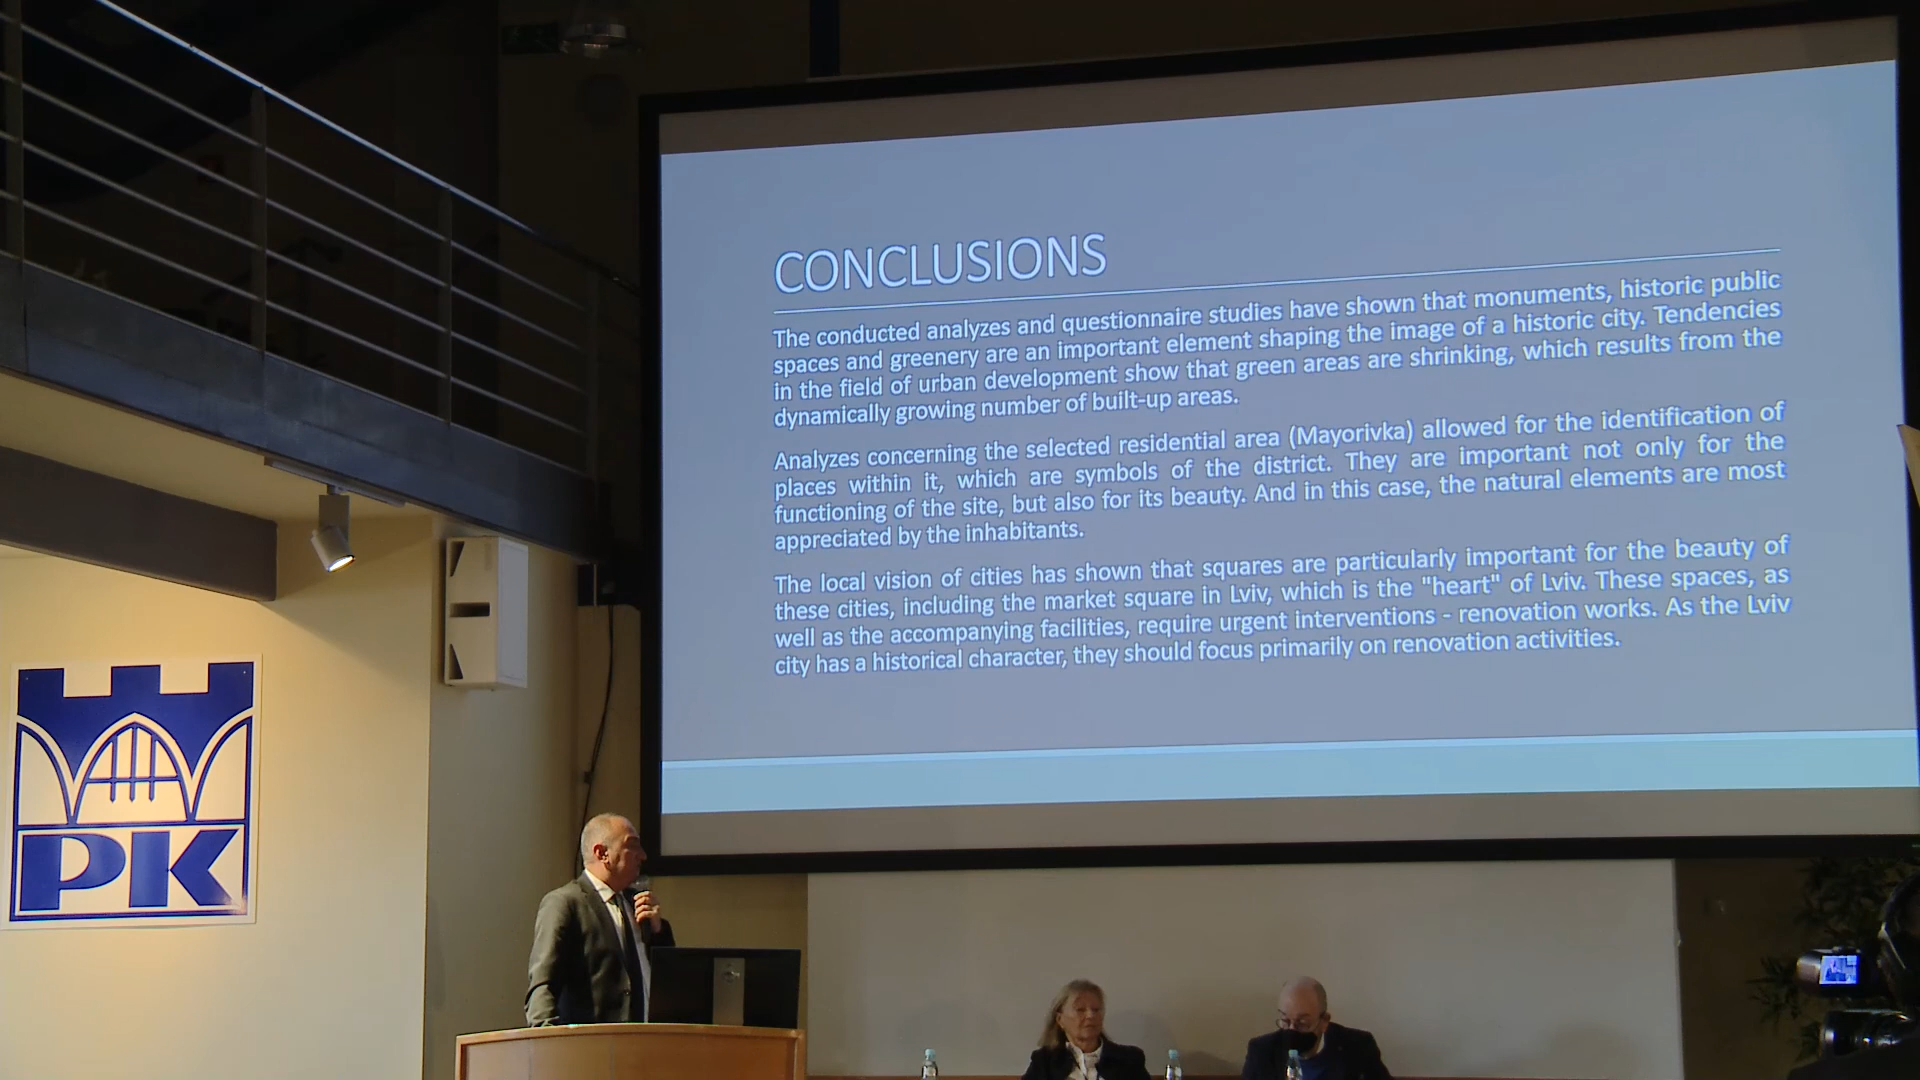 CONCLUSIONS
The conducted analyzes and questionnaire studies have shown that monuments, historic public
spaces and greenery are an important element shaping the image of a historic city. Tendencies
in the field of urban development show that green areas are shrinking, which results from the
dynamically growing number of built-up areas.
Analyzes concerning the selected residential area (Mayorivka) allowed for the identification of
places within it, which are symbols of the district. They are important not only for the
functioning of the site, but also for its beauty. And in this case, the natural elements are most
appreciated by the inhabitants.
The local vision of cities has shown that squares are particularly important for the beauty of
these cities, including the market square in Lviv, which is the "heart" of Lviv. These spaces, as
well as the accompanying facilities, require urgent interventions - renovation works. As the Lviv
city has a historical character, they should focus primarily on renovation activities.
PK